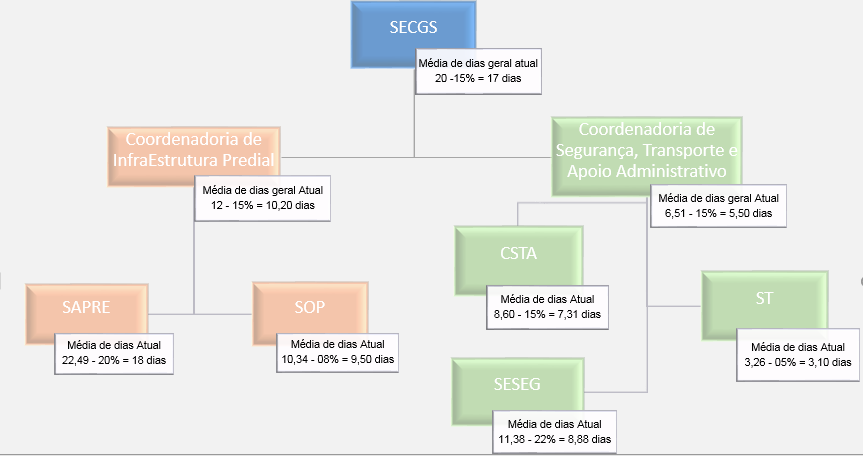 SECGS
Média de dias geral atual
20 -15% = 17 dias
Coordenadoria de
InfraEstrutura Predial
Média de dias geral Atual
12 - 15% = 10,20 dias
Coordenadoria de
Segurança, Transporte e
Apoio Administrativo
Média de dias geral Atual
6,51 - 15% = 5,50 dias
SAPRE
Média de dias Atual
22,49 - 20% = 18 dias
SOP
Média de dias Atual
10,34 - 08% = 9,50 dias
CSTA
Média de dias Atual
8,60 - 15% = 7,31 dias
ST
Média de dias Atual
3,26 - 05% = 3,10 dias
SESEG
Média de dias Atual
11,38 - 22% = 8,88 dias